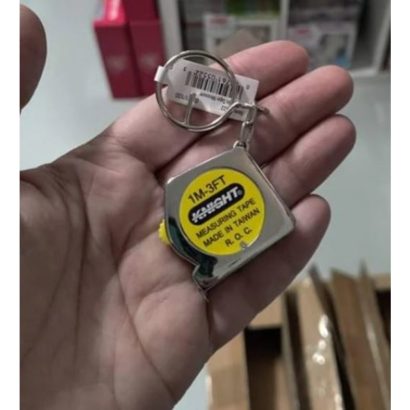 1M-3FT
KNIGHT
MEASURING TAPE
MADE IN TAIWAN
R. O. C.